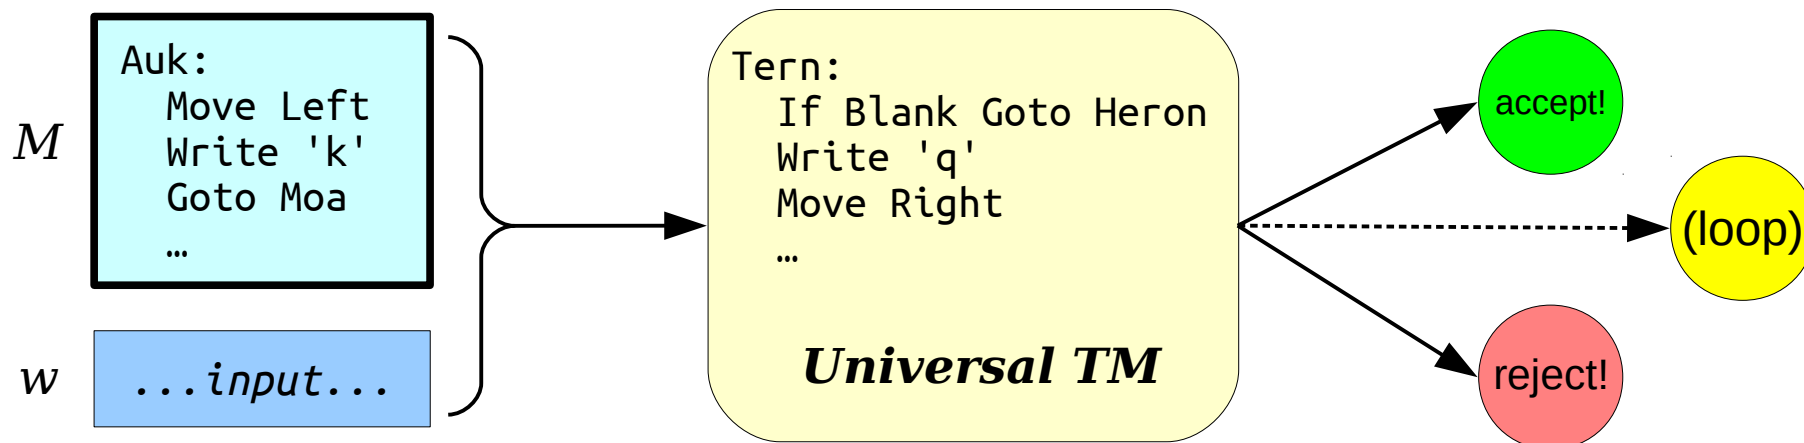 M
Auk:
Move Left
Write 'k'
Goto Moa
…
w
...input...
Tern:
If Blank Goto Heron
Write 'q'
Move Right
…
Universal TM
accept!
(loop)
reject!